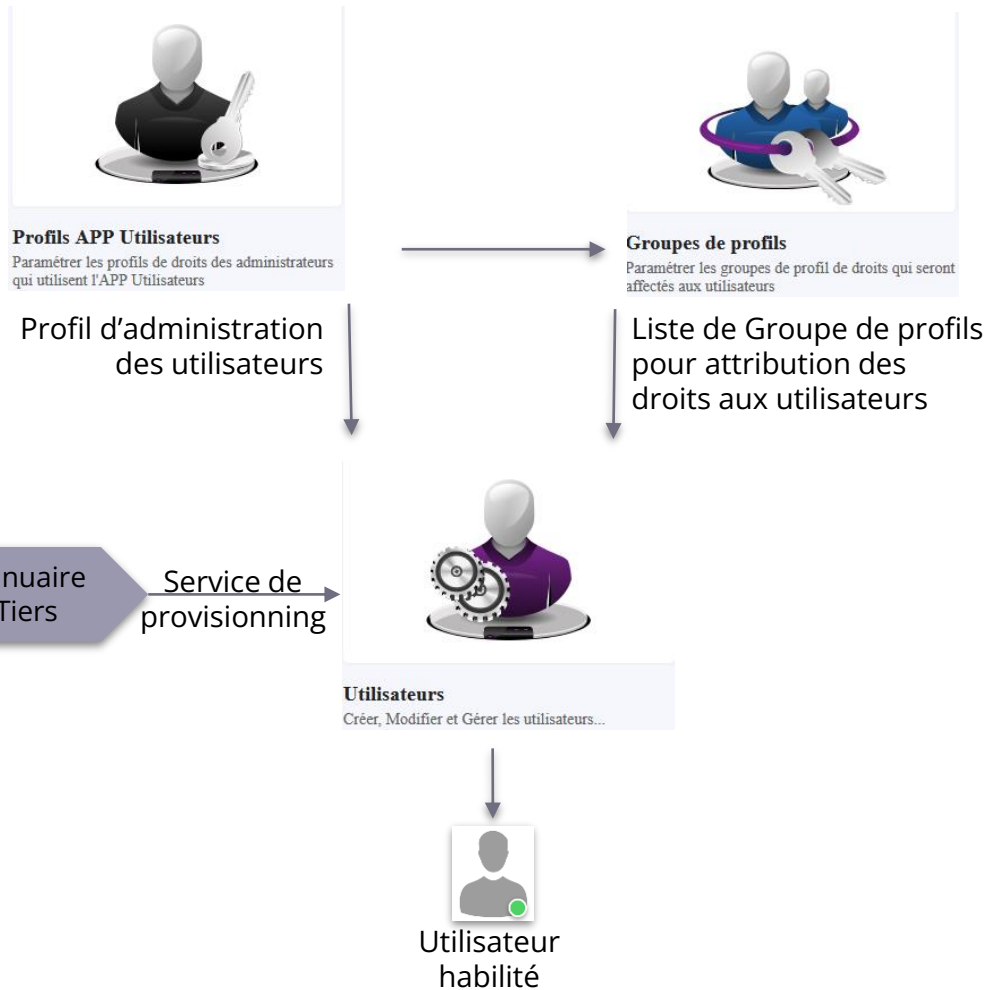 Profils APP Utilisateurs
Paramétrer les profils de droits des administrateurs
qui utilisent l'APP Utilisateurs
Groupes de profils
Paramétrer les groupes de profil de droits qui seront
affectés aux utilisateurs
Profil d’administration
des utilisateurs
Liste de Groupe de profils
pour attribution des
droits aux utilisateurs
nuaire
Tiers
Service de
provisionning
Utilisateurs
Créer, Modifier et Gérer les utilisateurs...
Utilisateur
habilité